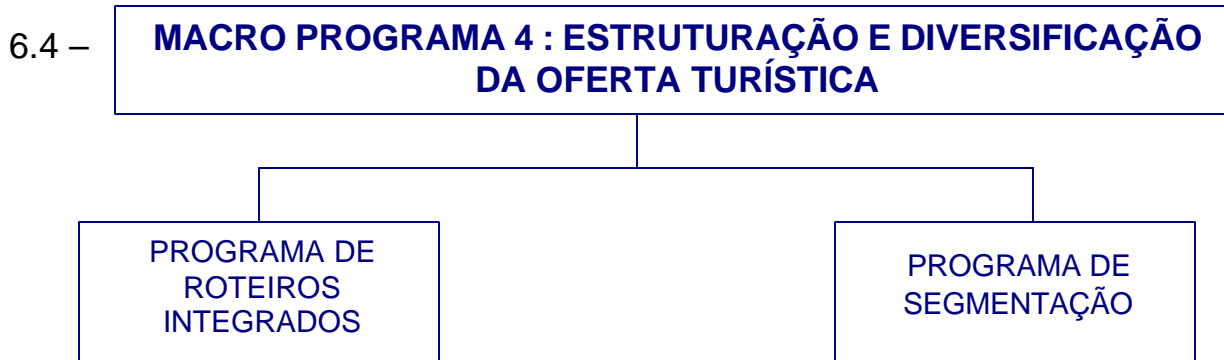 6.4 –
MACRO PROGRAMA 4 : ESTRUTURAÇÃO E DIVERSIFICAÇÃO
DA OFERTA TURÍSTICA
PROGRAMA DE
ROTEIROS
INTEGRADOS
PROGRAMA DE
SEGMENTAÇÃO